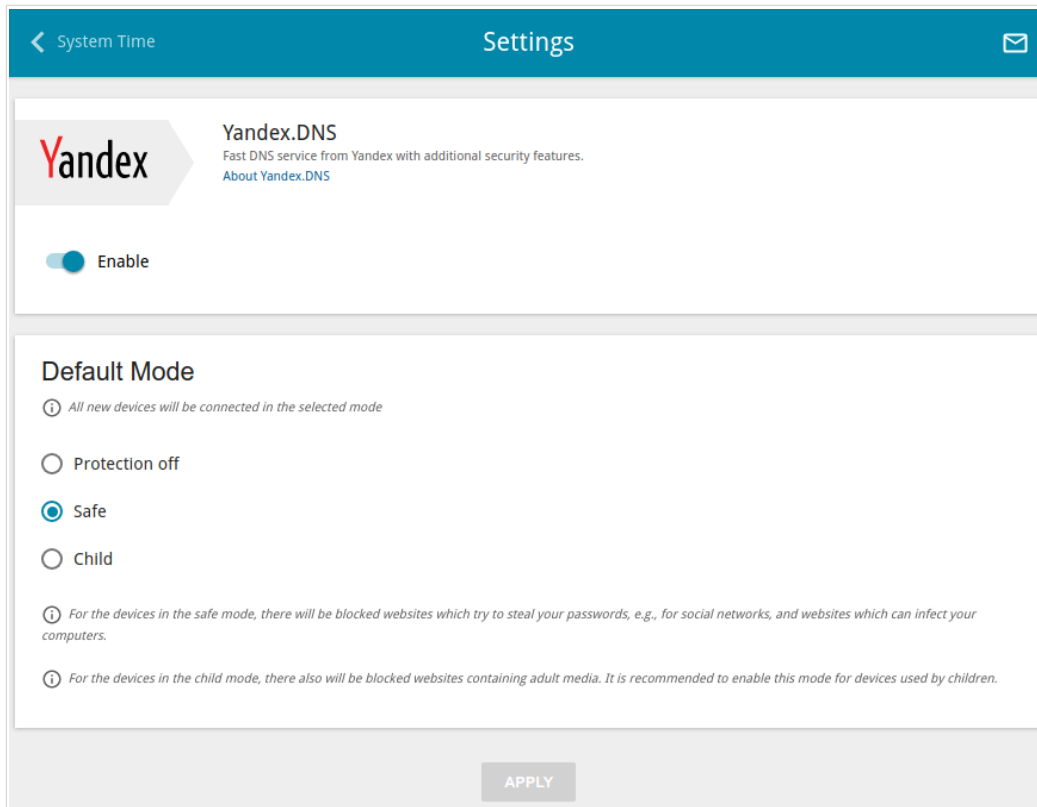 System Time
Settings
Yandex
Yandex.DNS
Fast DNS service from Yandex with additional security features.
About Yandex.DNS
Enable
Default Mode
All new devices will be connected in the selected mode
Protection off
Safe
Child
For the devices in the safe mode, there will be blocked websites which try to steal your passwords, e.g., for social networks, and websites which can infect your
computers.
For the devices in the child mode, there also will be blocked websites containing adult media. It is recommended to enable this mode for devices used by children.
APPLY